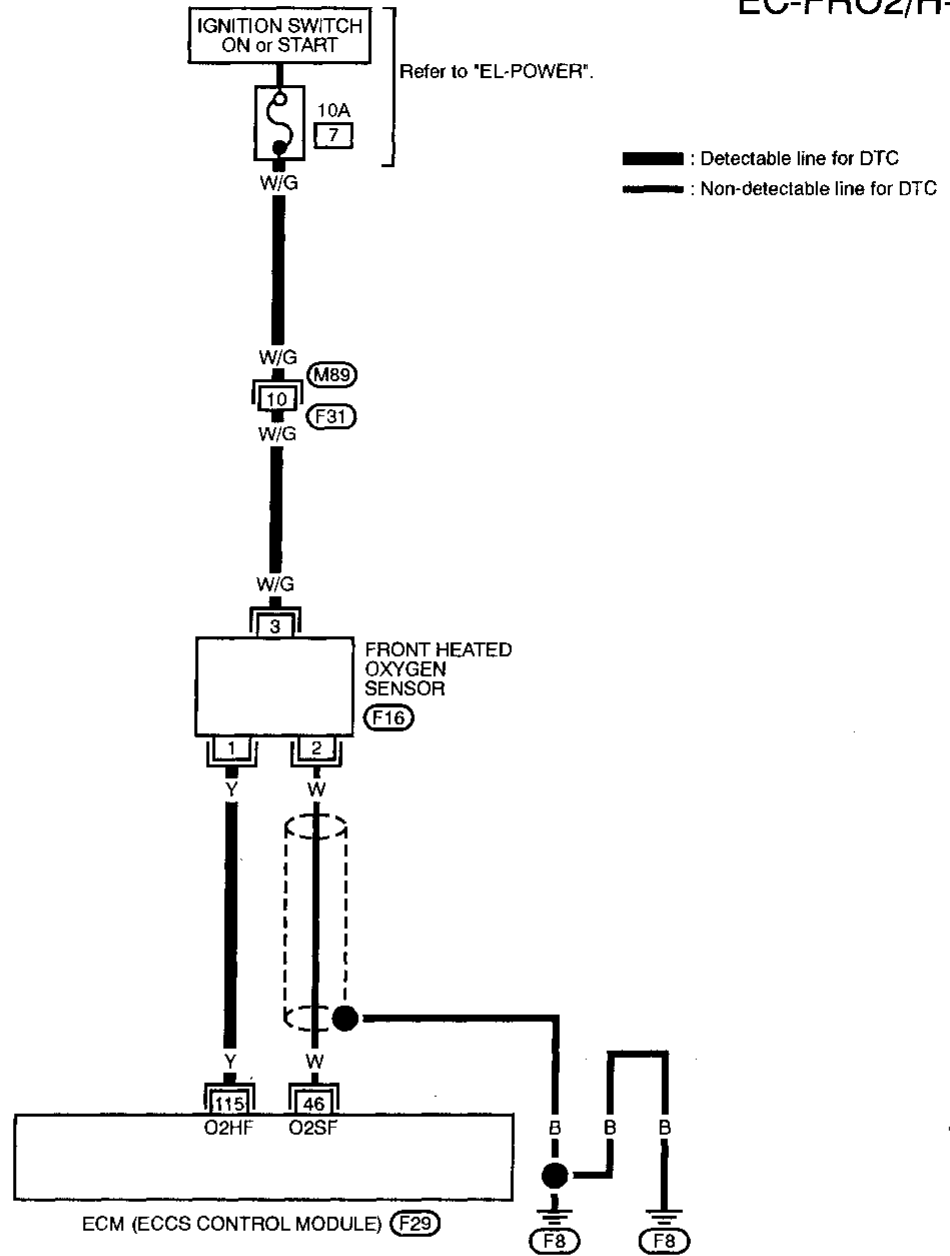 EC-FRO2/H-
IGNITION SWITCH
ON or START
Refer to "EL-POWER".
10A
7
: Detectable line for DTC
: Non-detectable line for DTC
W/G
W/G
M89
10
F31
W/G
W/G
3
FRONT HEATED
OXYGEN
SENSOR
F16
1 2
Y W
Y W
115 46
O2HF O2SF
B B B
ECM (ECCS CONTROL MODULE) F29
F8 F8